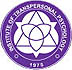 INSTITUTE OF TRANSPERSONAL PSYCHOLOGY
1975